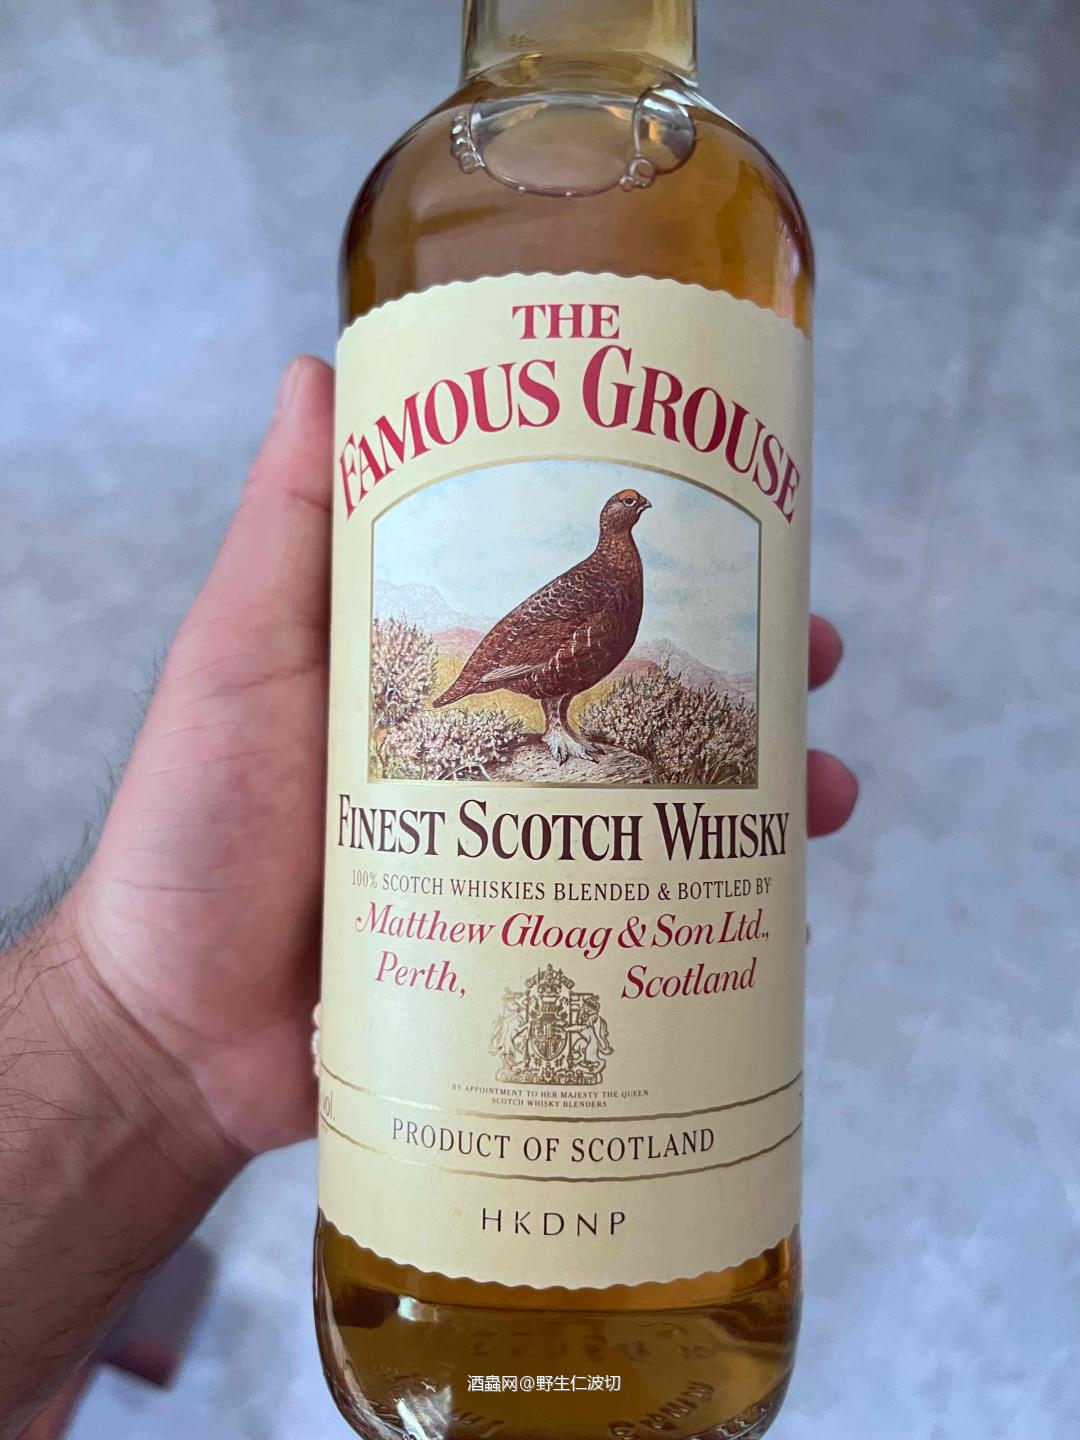 THE
FAMOUS GROUSE
FINEST SCOTCH WHISKY
100% SCOTCH WHISKIES BLENDED & BOTTLED BY
Matthew Gloag & Son Ltd.,
Perth, Scotland
BY APPOINTMENT TO HER MAJESTY THE QUEEN
SCOTCH WHISKY BLENDERS
vol.
PRODUCT OF SCOTLAND
HKDNP
酒蟲网@野生仁波切